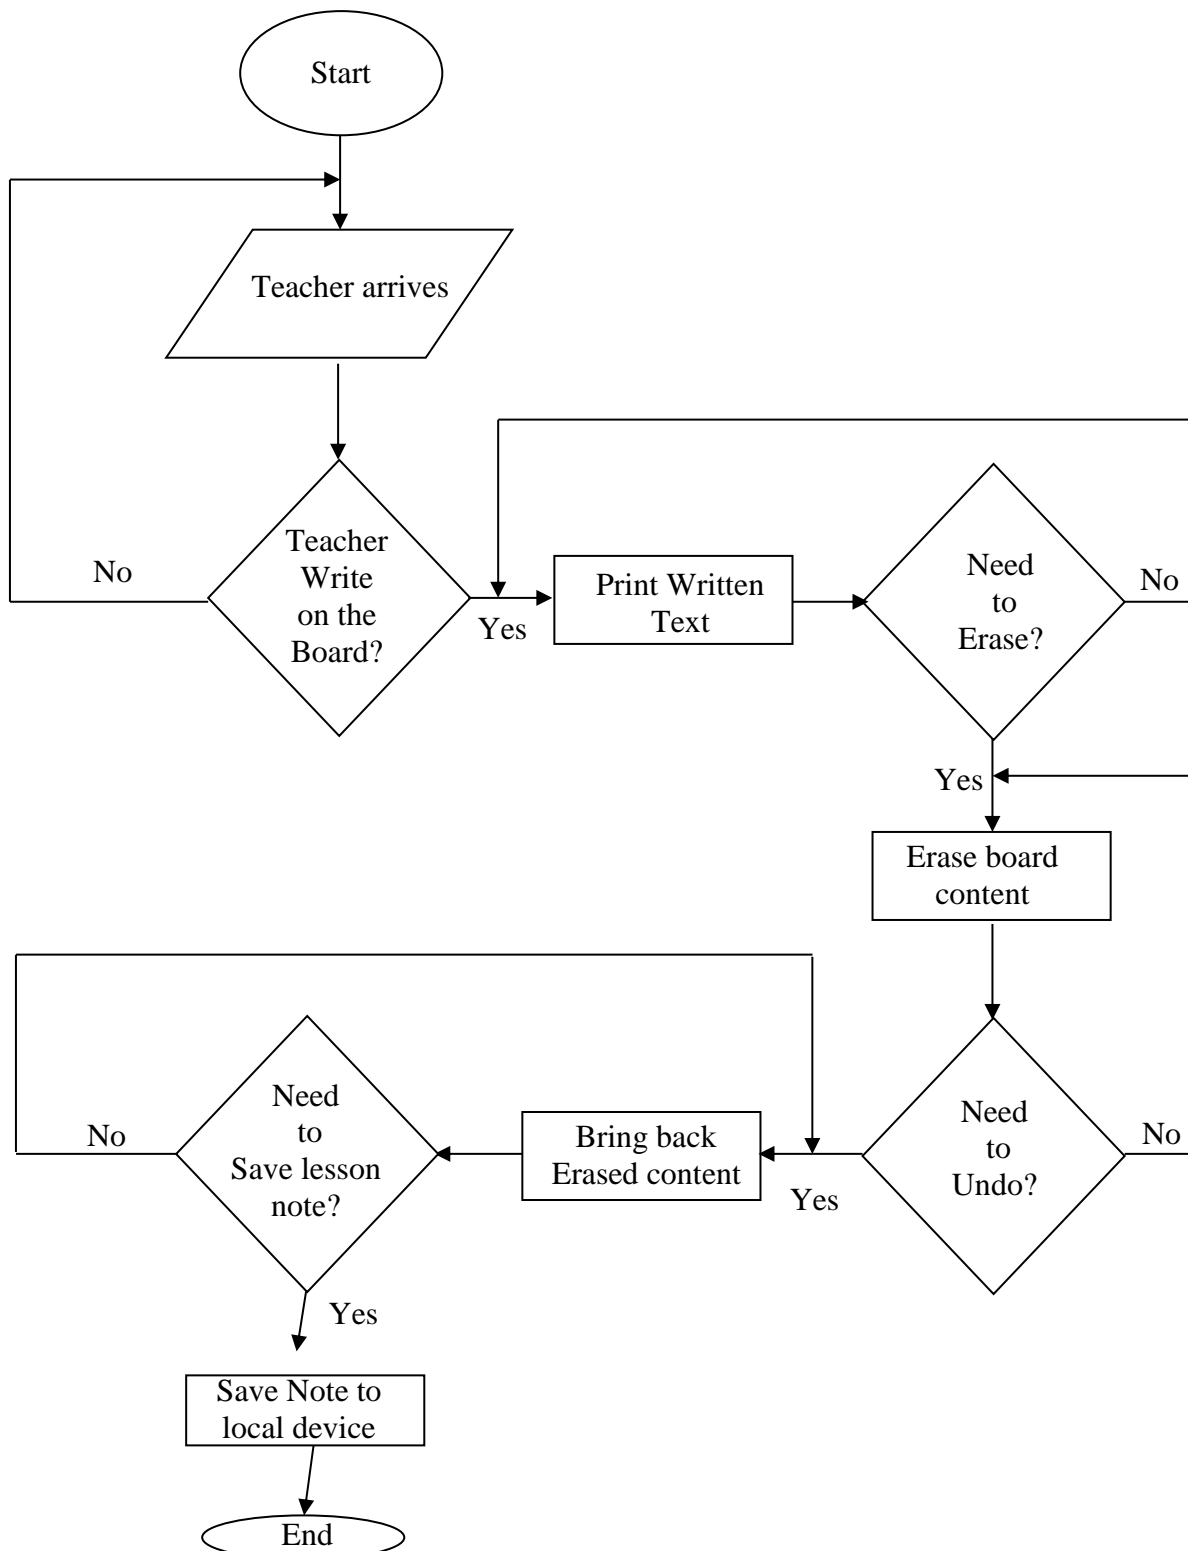 Start
Teacher arrives
Teacher
Write
on the
Board?
No
Yes
Print Written
Text
Need
to
Erase?
No
Yes
Erase board
content
Need
to
Undo?
No
Yes
Bring back
Erased content
Need
to
Save lesson
note?
No
Yes
Save Note to
local device
End